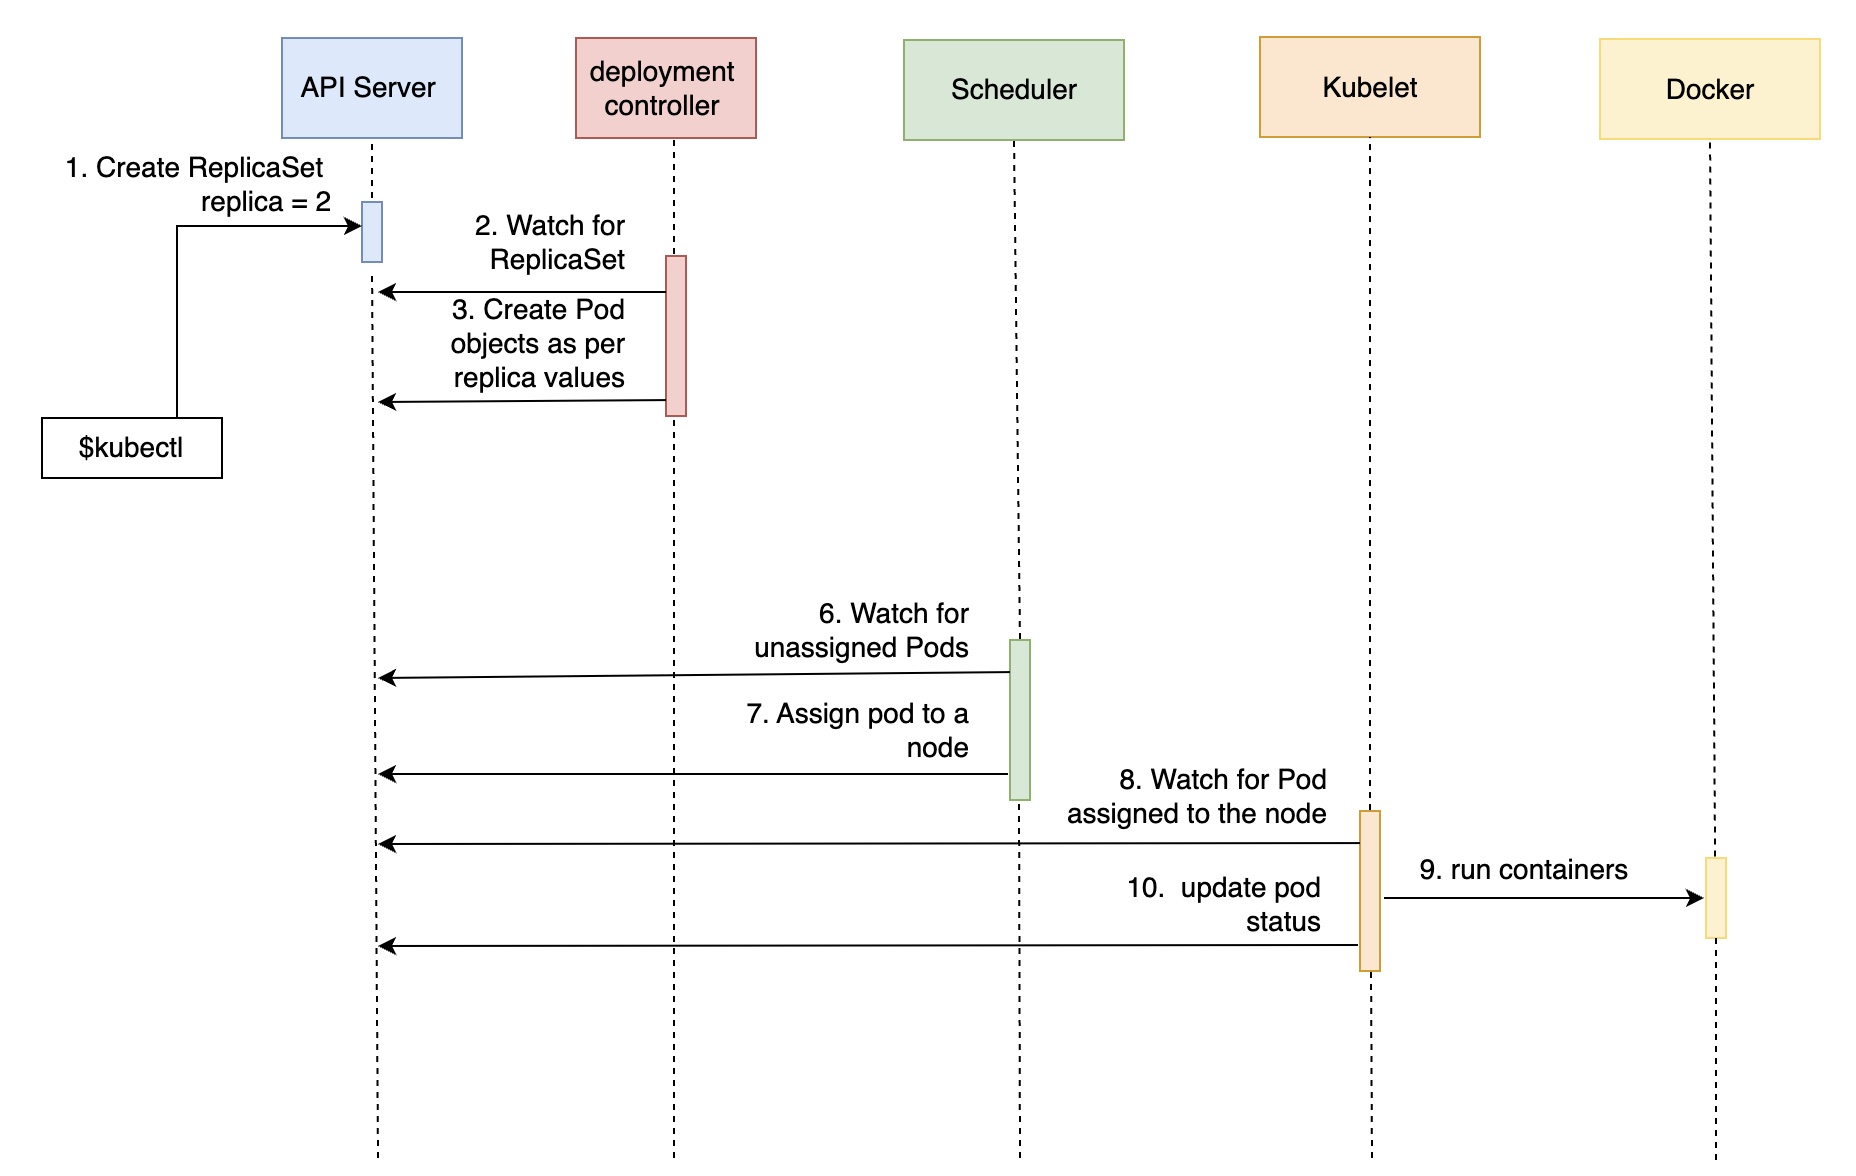 API Server
deployment
controller
Scheduler
Kubelet
Docker
1. Create ReplicaSet
replica = 2
2. Watch for
ReplicaSet
3. Create Pod
objects as per
replica values
$kubectl
6. Watch for
unassigned Pods
7. Assign pod to a
node
8. Watch for Pod
assigned to the node
9. run containers
10.  update pod
status